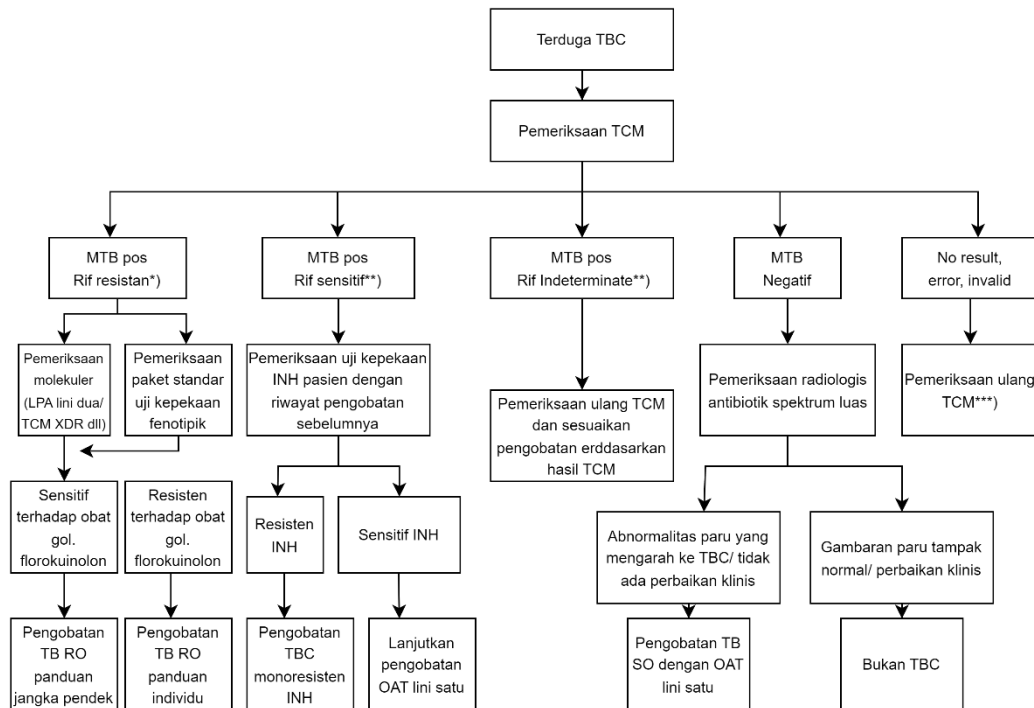 Terduga TBC
Pemeriksaan TCM
MTB pos
Rif resistan*)
MTB pos
Rif sensitif**)
MTB pos
Rif Indeterminate**)
MTB
Negatif
No result,
error, invalid
Pemeriksaan
molekuler
(LPA lini dua/
TCM XDR dll)
Pemeriksaan
paket standar
uji kepekaan
fenotipik
Pemeriksaan uji kepekaan
INH pasien dengan
riwayat pengobatan
sebelumnya
Pemeriksaan ulang TCM
dan sesuaikan
pengobatan erddasarkan
hasil TCM
Pemeriksaan radiologis
antibiotik spektrum luas
Pemeriksaan ulang
TCM***)
Sensitif
terhadap obat
gol.
florokuinolon
Resisten
terhadap obat
gol.
florokuinolon
Resisten
INH
Sensitif INH
Abnormalitas paru yang
mengarah ke TBC/ tidak
ada perbaikan klinis
Gambaran paru tampak
normal/ perbaikan klinis
Pengobatan
TB RO
panduan
jangka pendek
Pengobatan
TB RO
panduan
individu
Pengobatan
TBC
monoresisten
INH
Lanjutkan
pengobatan
OAT lini satu
Pengobatan TB
SO dengan OAT
lini satu
Bukan TBC